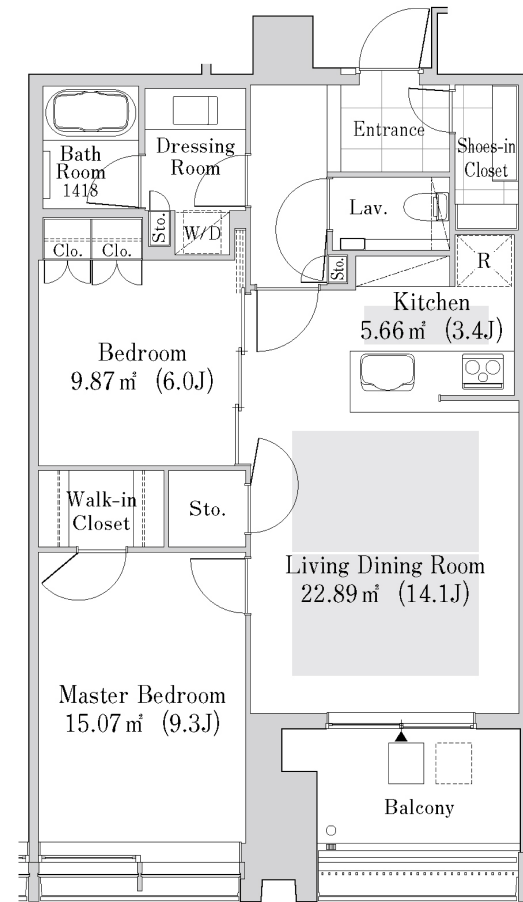 Entrance
Shoes-in
Closet
Bath
Room
1418
Dressing
Room
Lav.
Sto.
W/D
Clo.
Clo.
Sto.
R
Kitchen
5.66㎡ (3.4J)
Bedroom
9.87㎡ (6.0J)
Walk-in
Closet
Sto.
Living Dining Room
22.89㎡ (14.1J)
Master Bedroom
15.07㎡ (9.3J)
Balcony